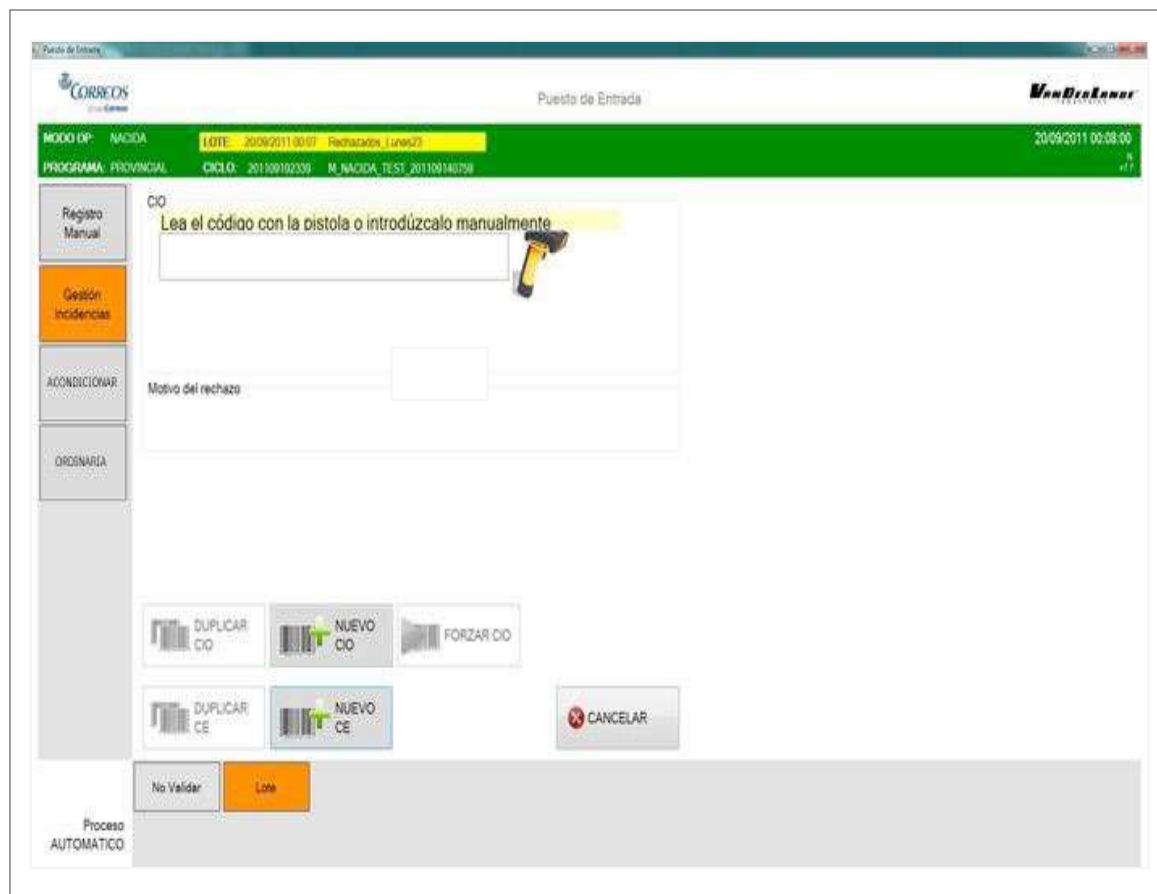 Puesto de Entrada
CORREOS
Puesto de Entrada
VANDERLANDE
INDUSTRIES
MODO OP: NACIDA
LOTE: 20/09/2011 00:07 Rechazados_Lunes23
20/09/2011 00:08:00
PROGRAMA: PROVINCIAL
CICLO: 201109192330 M_NACIDA_TEST_201109140759
N
Registro
Manual
CIO
Lea el código con la pistola o introdúzcalo manualmente
Gestión
Incidencias
ACONDICIONAR
Motivo del rechazo
ORDINARIA
DUPLICAR
CIO
NUEVO
CIO
FORZAR CIO
DUPLICAR
CE
NUEVO
CE
CANCELAR
No Validar
Lote
Proceso
AUTOMATICO